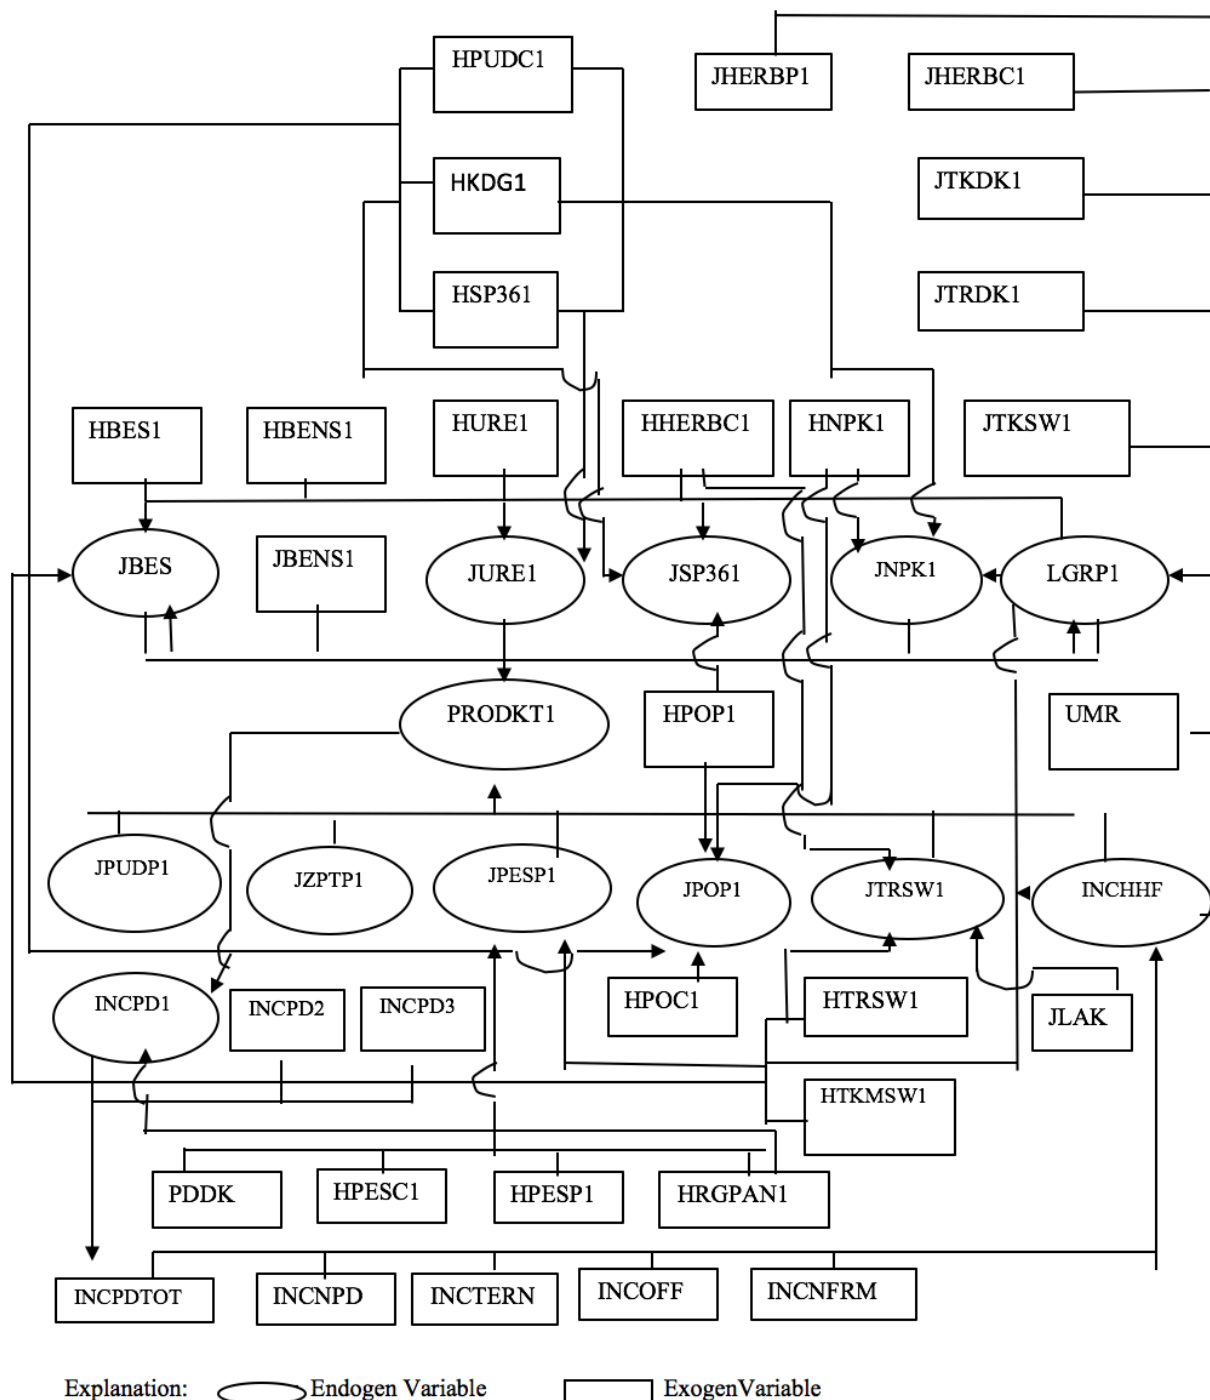 HPUDC1
JHERBP1
JHERBC1
HKDG1
JTKDK1
HSP361
JTRDK1
HBES1
HBENS1
HURE1
HHERBC1
HNPK1
JTKSW1
JBES
JBENS1
JURE1
JSP361
JNPK1
LGRP1
PRODKT1
HPOP1
UMR
JPUDP1
JZPTP1
JPESP1
JPOP1
JTRSW1
INCHHF
INCPD1
INCPD2
INCPD3
HPOC1
HTRSW1
JLAK
HTKMSW1
PDDK
HPESC1
HPESP1
HRGPAN1
INCPDTOT
INCNPD
INCTERN
INCOFF
INCNFRM
Explanation: Endogen Variable ExogenVariable